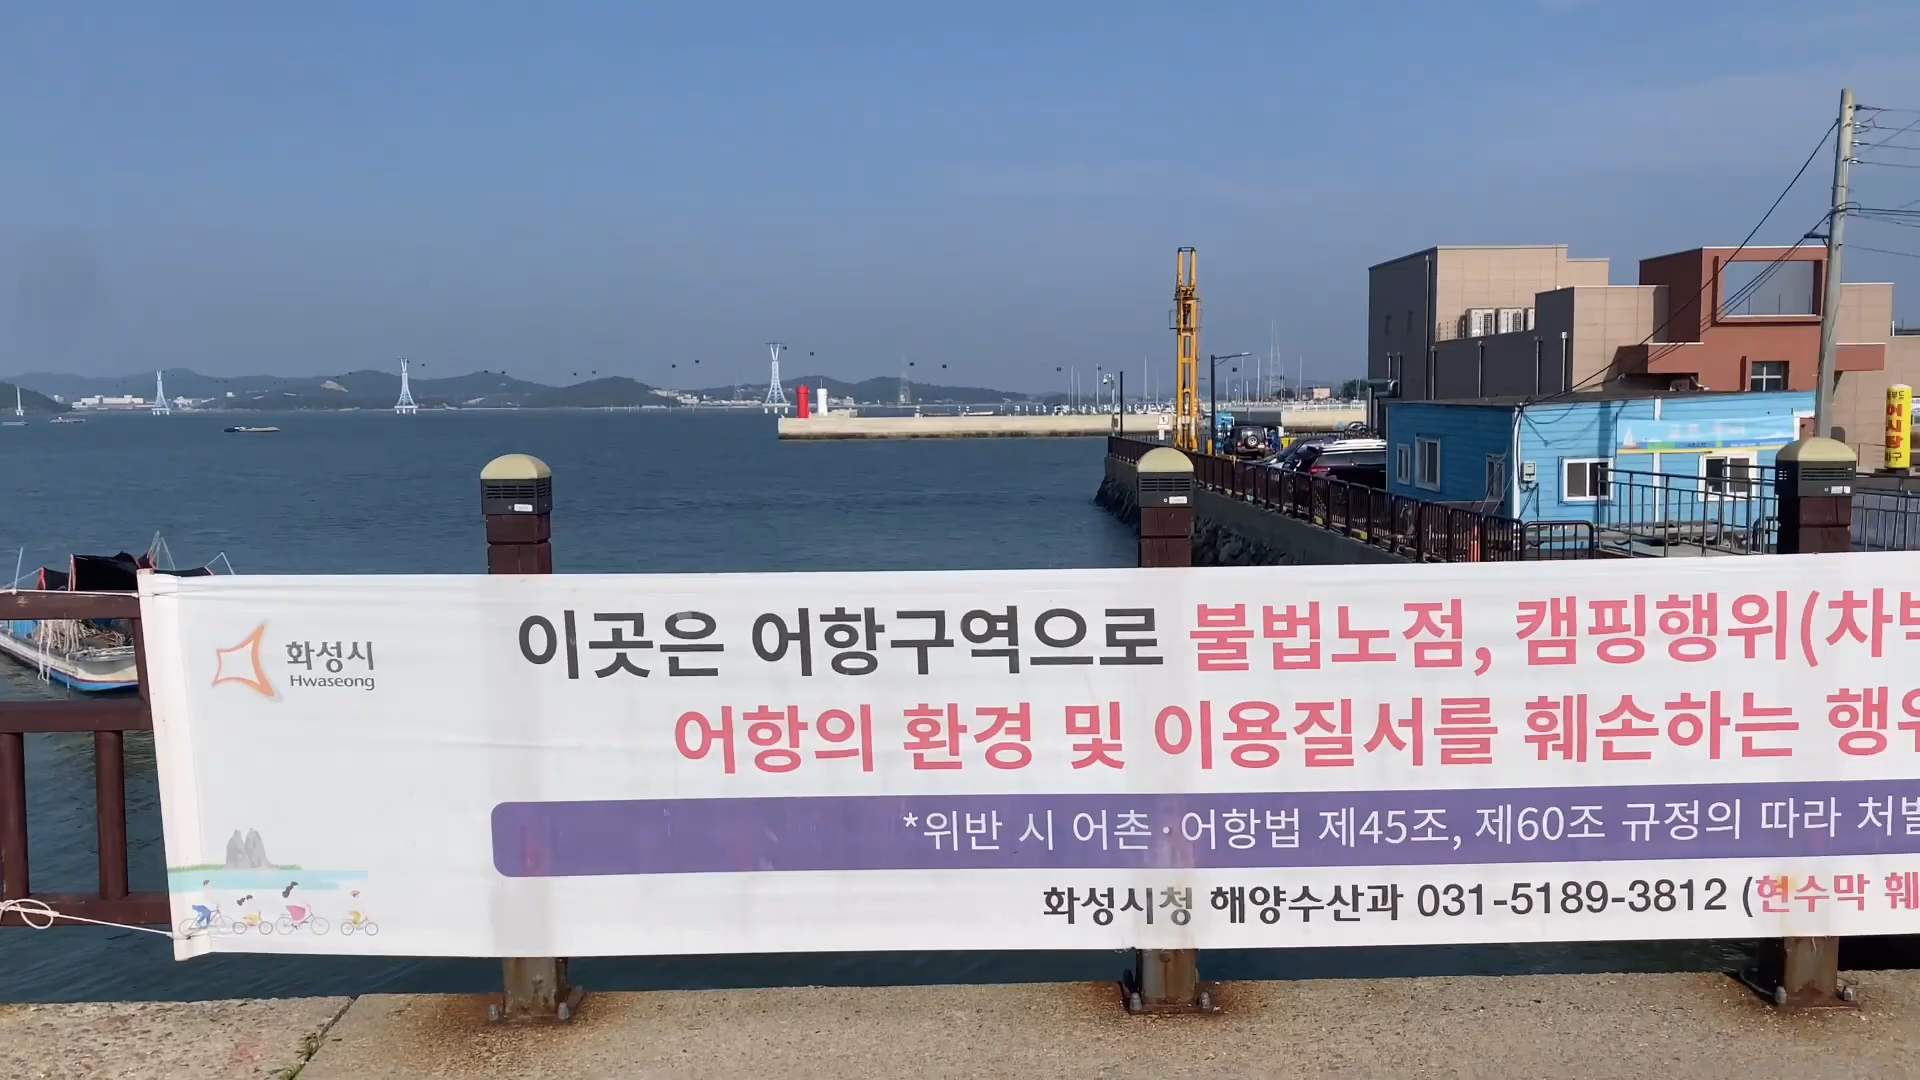 화성시
Hwaseong
이곳은 어항구역으로 불법노점, 캠핑행위(차박
어항의 환경 및 이용질서를 훼손하는 행위
*위반 시 어촌·어항법 제45조, 제60조 규정의 따라 처벌
화성시청 해양수산과 031-5189-3812 (현수막 훼